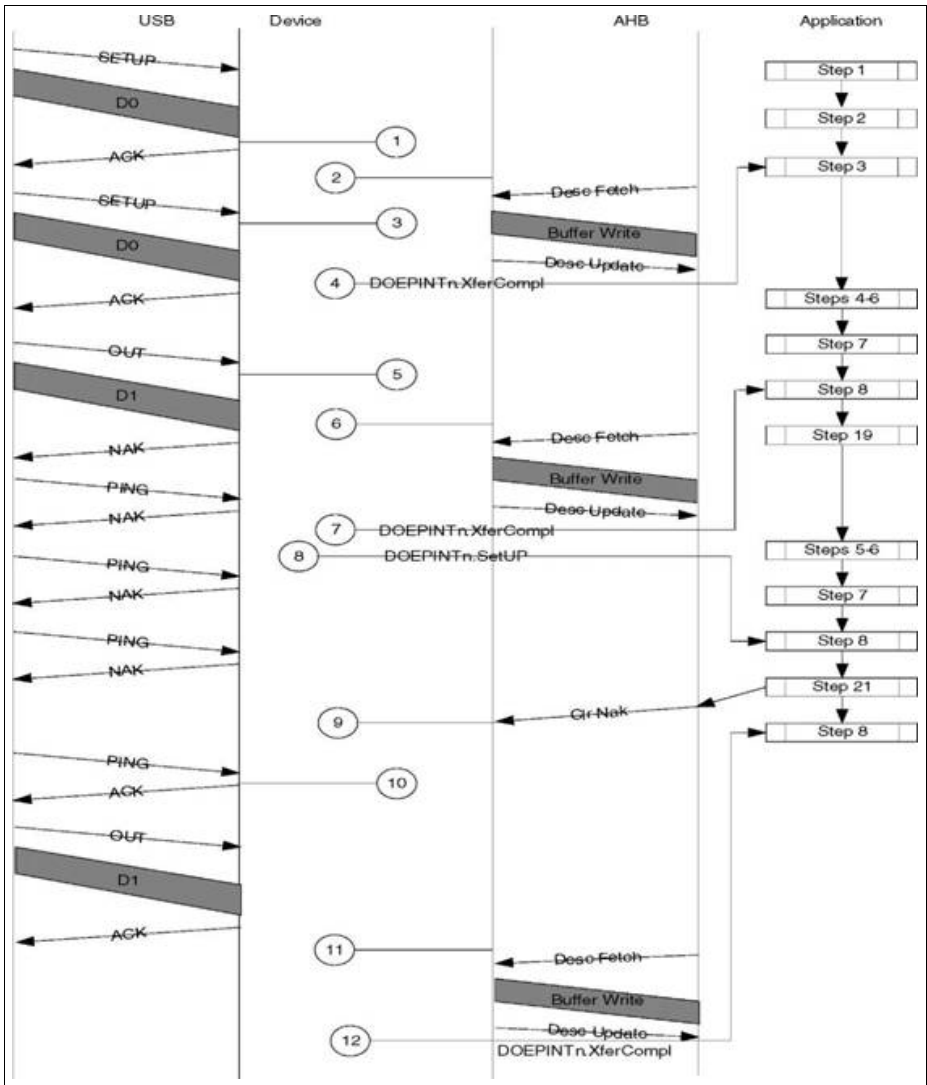 USB Device AHB Application
SETUP
Step 1
D0
Step 2
1
ACK
Step 3
2
Desc Fetch
SETUP
3
Buffer Write
D0
Desc Update
4 DOEPINTn.XferCompl
ACK
Steps 4-6
OUT
Step 7
5
Step 8
D1
6
Desc Fetch
Step 19
NAK
Buffer Write
PING
Desc Update
NAK
7 DOEPINTn.XferCompl
8 DOEPINTn.SetUP
Steps 5-6
PING
NAK
Step 7
PING
Step 8
NAK
Step 21
Clr Nak
9
Step 8
PING
10
ACK
OUT
D1
ACK
11
Desc Fetch
Buffer Write
Desc Update
12
DOEPINTn.XferCompl